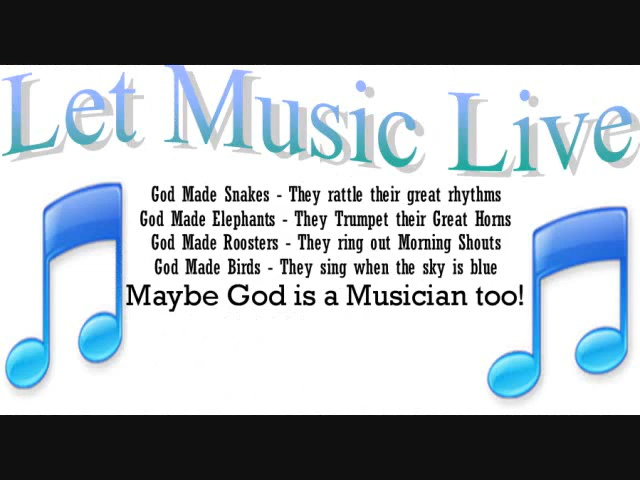 Let Music Live
God Made Snakes - They rattle their great rhythms
God Made Elephants - They Trumpet their Great Horns
God Made Roosters - They ring out Morning Shouts
God Made Birds - They sing when the sky is blue
Maybe God is a Musician too!